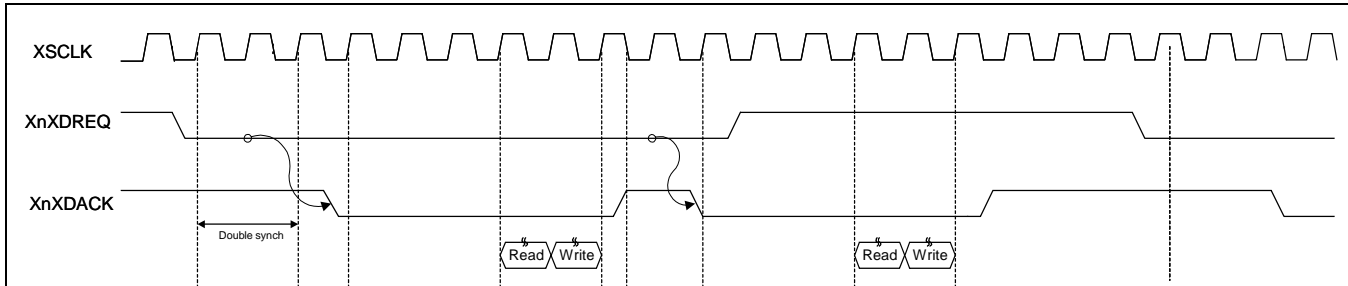 XSCLK
XnXDREQ
XnXDACK
Double synch
Read Write Read Write